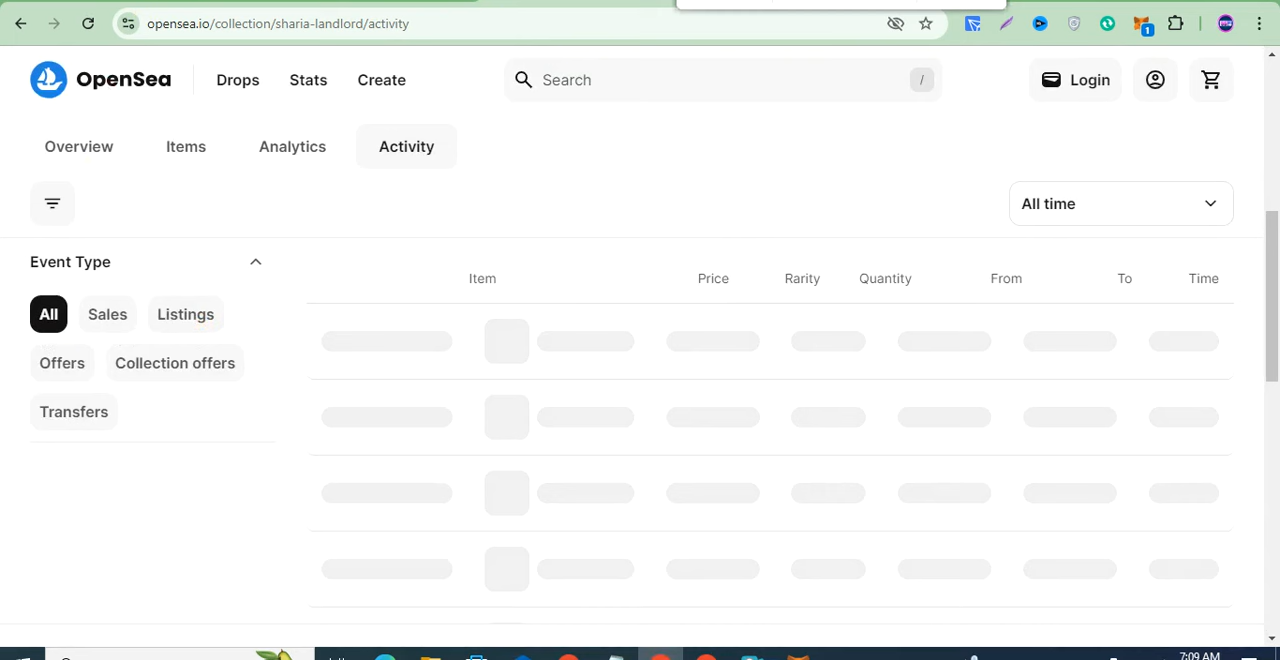 opensea.io/collection/sharia-landlord/activity
1
OpenSea Drops Stats Create Search / Login
Overview Items Analytics Activity
All time
Event Type
Item Price Rarity Quantity From To Time
All Sales Listings
Offers Collection offers
Transfers
7:09 AM